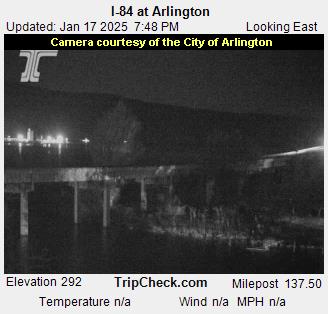 I-84 at Arlington
Updated: Jan 17 2025 7:48 PM Looking East
Camera courtesy of the City of Arlington
Elevation 292 TripCheck.com Milepost 137.50
Temperature n/a Wind n/a MPH n/a